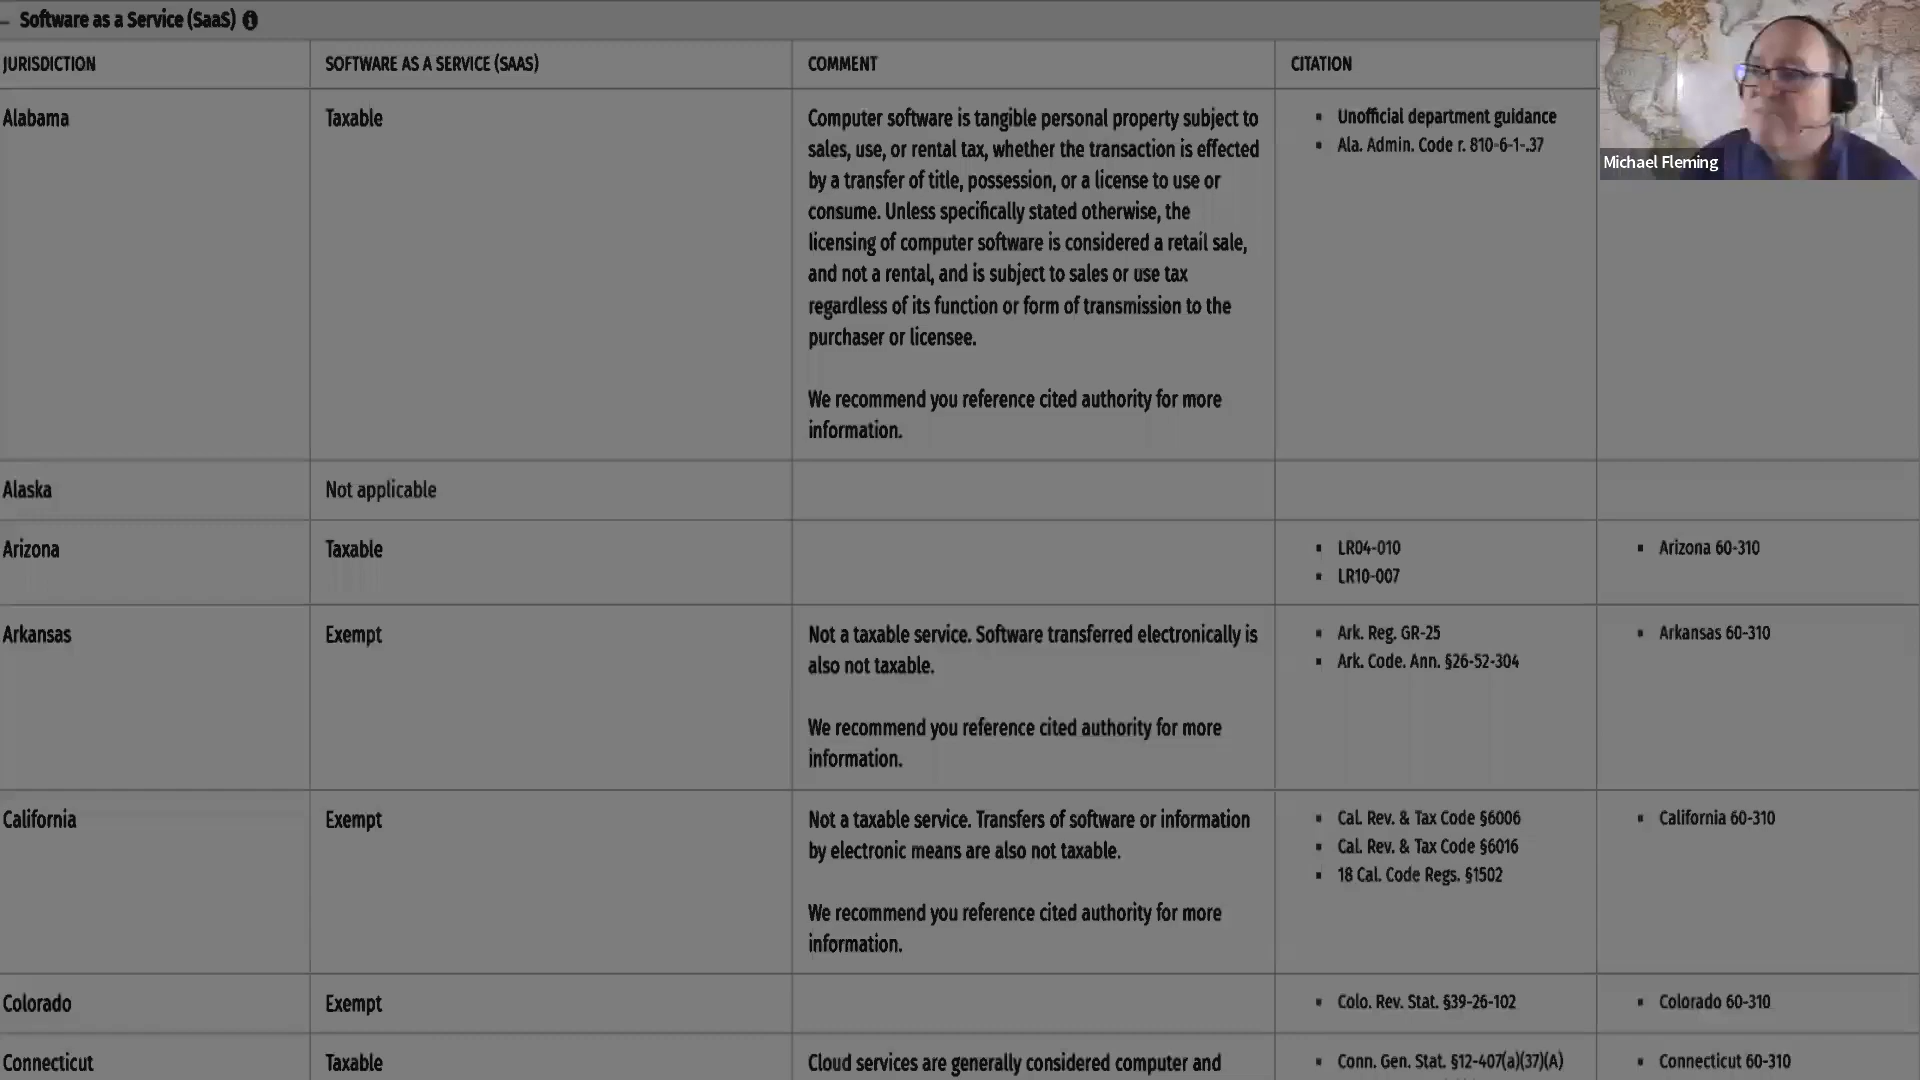 Software as a Service (SaaS)
JURISDICTION
SOFTWARE AS A SERVICE (SAAS)
COMMENT
CITATION
Alabama
Taxable
Computer software is tangible personal property subject to
sales, use, or rental tax, whether the transaction is effected
by a transfer of title, possession, or a license to use or
consume. Unless specifically stated otherwise, the
licensing of computer software is considered a retail sale,
and not a rental, and is subject to sales or use tax
regardless of its function or form of transmission to the
purchaser or licensee.
We recommend you reference cited authority for more
information.
▪ Unofficial department guidance
▪ Ala. Admin. Code r. 810-6-1-.37
Michael Fleming
Alaska
Not applicable
Arizona
Taxable
▪ LR04-010
▪ LR10-007
▪ Arizona 60-310
Arkansas
Exempt
Not a taxable service. Software transferred electronically is
also not taxable.
We recommend you reference cited authority for more
information.
▪ Ark. Reg. GR-25
▪ Ark. Code. Ann. §26-52-304
▪ Arkansas 60-310
California
Exempt
Not a taxable service. Transfers of software or information
by electronic means are also not taxable.
We recommend you reference cited authority for more
information.
▪ Cal. Rev. & Tax Code §6006
▪ Cal. Rev. & Tax Code §6016
▪ 18 Cal. Code Regs. §1502
▪ California 60-310
Colorado
Exempt
▪ Colo. Rev. Stat. §39-26-102
▪ Colorado 60-310
Connecticut
Taxable
Cloud services are generally considered computer and
▪ Conn. Gen. Stat. §12-407(a)(37)(A)
▪ Connecticut 60-310